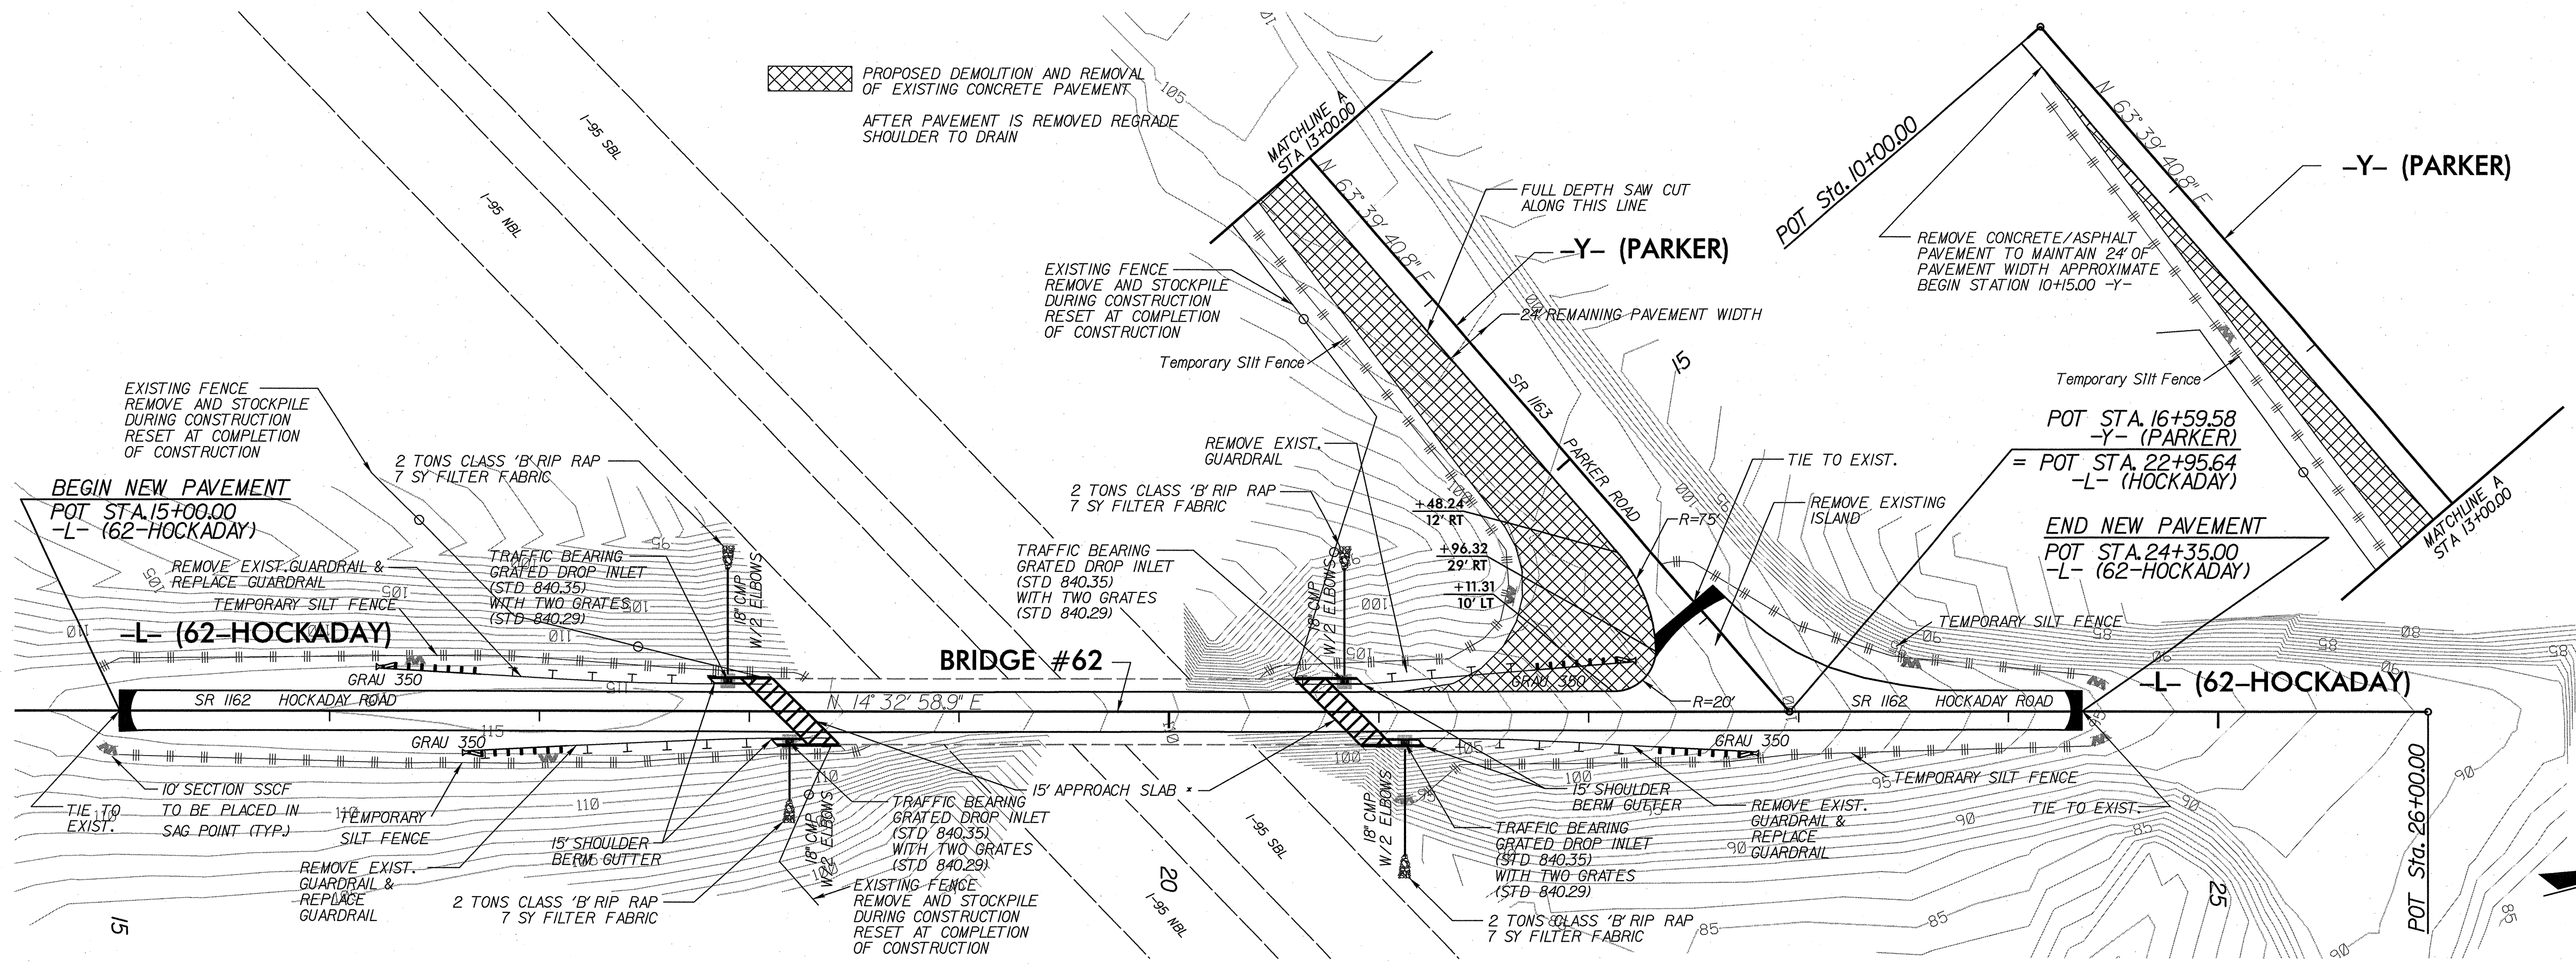 PROPOSED DEMOLITION AND REMOVAL
OF EXISTING CONCRETE PAVEMENT
AFTER PAVEMENT IS REMOVED REGRADE
SHOULDER TO DRAIN
I-95 SBL
I-95 NBL
105
10
MATCHLINE A
STA 13+00.00
N 63° 39' 40.8" E
FULL DEPTH SAW CUT
ALONG THIS LINE
-Y- (PARKER)
24' REMAINING PAVEMENT WIDTH
EXISTING FENCE
REMOVE AND STOCKPILE
DURING CONSTRUCTION
RESET AT COMPLETION
OF CONSTRUCTION
Temporary Silt Fence
15
SR 1163 PARKER ROAD
POT Sta. 10+00.00
N 63° 39' 40.8" E
-Y- (PARKER)
REMOVE CONCRETE/ASPHALT
PAVEMENT TO MAINTAIN 24' OF
PAVEMENT WIDTH APPROXIMATE
BEGIN STATION 10+15.00 -Y-
Temporary Silt Fence
MATCHLINE A
STA 13+00.00
POT STA. 16+59.58
-Y- (PARKER)
= POT STA. 22+95.64
-L- (HOCKADAY)
END NEW PAVEMENT
POT STA. 24+35.00
-L- (62-HOCKADAY)
EXISTING FENCE
REMOVE AND STOCKPILE
DURING CONSTRUCTION
RESET AT COMPLETION
OF CONSTRUCTION
2 TONS CLASS 'B' RIP RAP
7 SY FILTER FABRIC
BEGIN NEW PAVEMENT
POT STA.15+00.00
-L- (62-HOCKADAY)
REMOVE EXIST.GUARDRAIL &
REPLACE GUARDRAIL
TEMPORARY SILT FENCE
TRAFFIC BEARING
GRATED DROP INLET
(STD 840.35)
WITH TWO GRATES
(STD 840.29)
18" CMP
W/2 ELBOWS
REMOVE EXIST.
GUARDRAIL
2 TONS CLASS 'B' RIP RAP
7 SY FILTER FABRIC
TRAFFIC BEARING
GRATED DROP INLET
(STD 840.35)
WITH TWO GRATES
(STD 840.29)
18" CMP
W/2 ELBOWS
+48.24
12' RT
+96.32
29' RT
+11.31
10' LT
R=75'
TIE TO EXIST.
REMOVE EXISTING
ISLAND
TEMPORARY SILT FENCE
-L- (62-HOCKADAY)
BRIDGE #62
GRAU 350
GRAU 350
SR 1162 HOCKADAY ROAD
N 14° 32' 58.9" E
R=20'
SR 1162 HOCKADAY ROAD
-L- (62-HOCKADAY)
GRAU 350
GRAU 350
10' SECTION SSCF
TO BE PLACED IN
SAG POINT (TYP.)
TIE TO
EXIST.
TEMPORARY
SILT FENCE
REMOVE EXIST.
GUARDRAIL &
REPLACE
GUARDRAIL
15' SHOULDER
BERM GUTTER
2 TONS CLASS 'B' RIP RAP
7 SY FILTER FABRIC
18" CMP
W/2 ELBOWS
TRAFFIC BEARING
GRATED DROP INLET
(STD 840.35)
WITH TWO GRATES
(STD 840.29)
EXISTING FENCE
REMOVE AND STOCKPILE
DURING CONSTRUCTION
RESET AT COMPLETION
OF CONSTRUCTION
15' APPROACH SLAB *
I-95 SBL
I-95 NBL
18" CMP
W/2 ELBOWS
15' SHOULDER
BERM GUTTER
TRAFFIC BEARING
GRATED DROP INLET
(STD 840.35)
WITH TWO GRATES
(STD 840.29)
2 TONS CLASS 'B' RIP RAP
7 SY FILTER FABRIC
REMOVE EXIST.
GUARDRAIL &
REPLACE
GUARDRAIL
TEMPORARY SILT FENCE
TIE TO EXIST.
POT Sta. 26+00.00
15
20
25